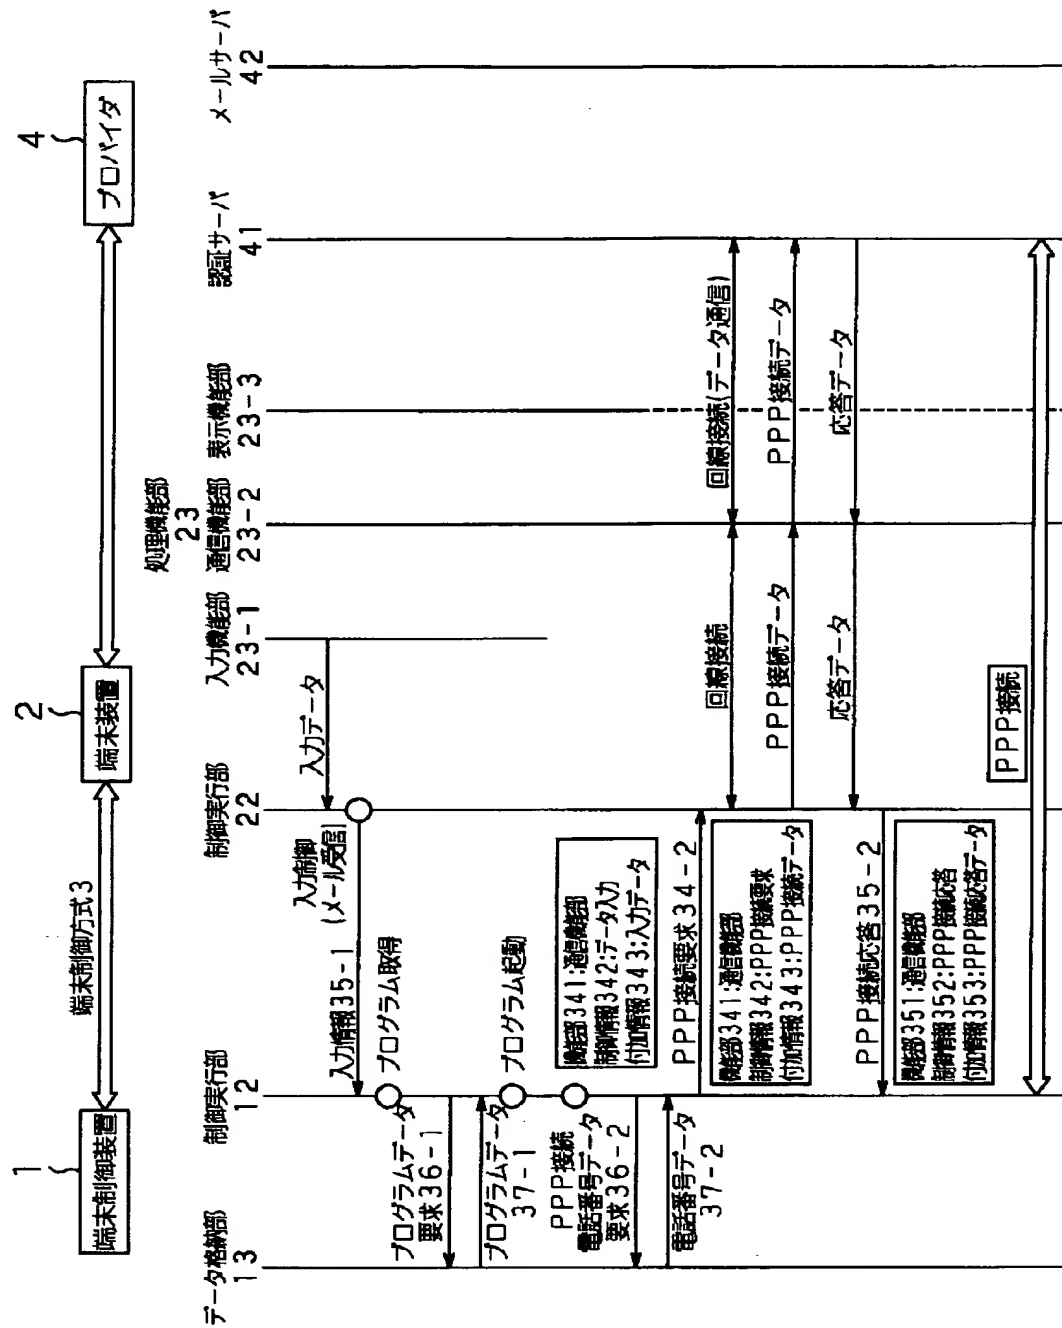 1
端末制御装置
端末制御方式3
2
端末装置
4
プロバイダ
データ格納部
13
制御実行部
12
制御実行部
22
処理機能部
23
入力機能部
23-1
通信機能部
23-2
表示機能部
23-3
認証サーバ
41
メールサーバ
42
入力データ
入力制御
(メール受信)
入力情報35-1
プログラム取得
プログラムデータ
要求36-1
プログラムデータ
37-1
プログラム起動
機能部341:通信機能部
制御情報342:データ入力
付加情報343:入力データ
PPP接続
電話番号データ
要求36-2
電話番号データ
37-2
PPP接続要求34-2
機能部341:通信機能部
制御情報342:PPP接続要求
付加情報343:PPP接続データ
回線接続
回線接続(データ通信)
PPP接続データ
PPP接続データ
応答データ
応答データ
PPP接続応答35-2
機能部351:通信機能部
制御情報352:PPP接続応答
付加情報353:PPP接続応答データ
PPP接続